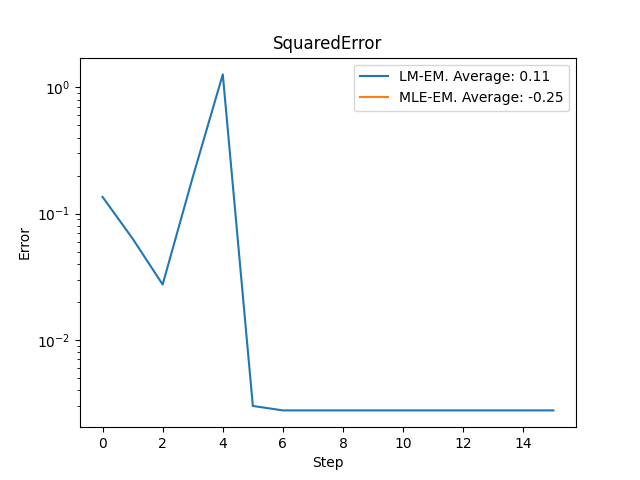 SquaredError
LM-EM. Average: 0.11
MLE-EM. Average: -0.25
10⁰
10⁻¹
10⁻²
Error
0 2 4 6 8 10 12 14
Step